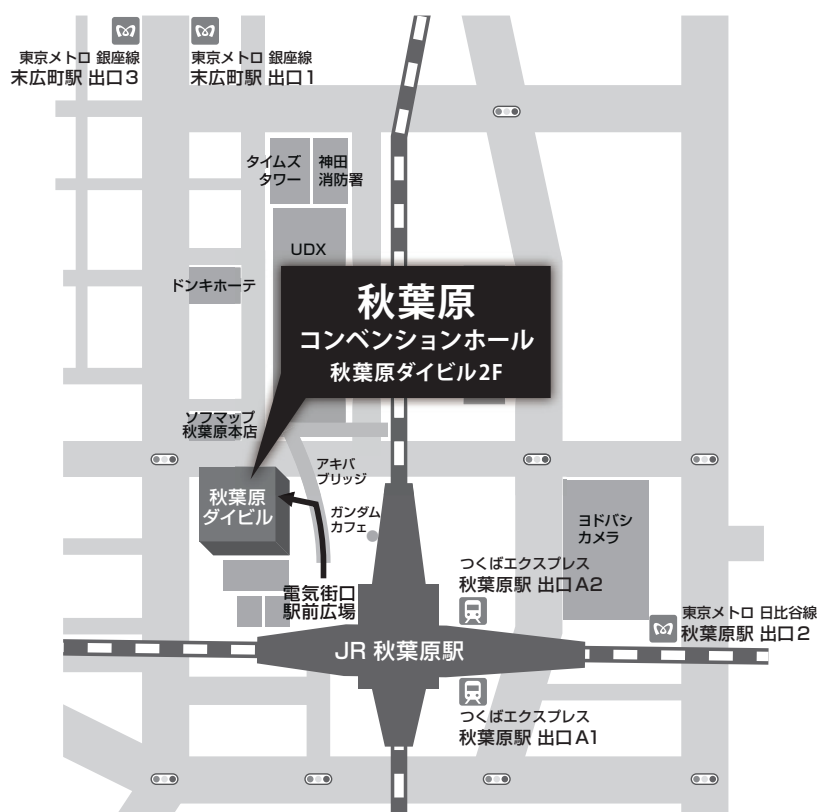 東京メトロ 銀座線
末広町駅 出口3
東京メトロ 銀座線
末広町駅 出口1
タイムズ
タワー
神田
消防署
UDX
ドンキホーテ
秋葉原
コンベンションホール
秋葉原ダイビル2F
ソフマップ
秋葉原本店
アキバ
ブリッジ
秋葉原
ダイビル
ガンダム
カフェ
ヨドバシ
カメラ
つくばエクスプレス
秋葉原駅 出口A2
電気街口
駅前広場
東京メトロ 日比谷線
秋葉原駅 出口2
JR 秋葉原駅
つくばエクスプレス
秋葉原駅 出口A1